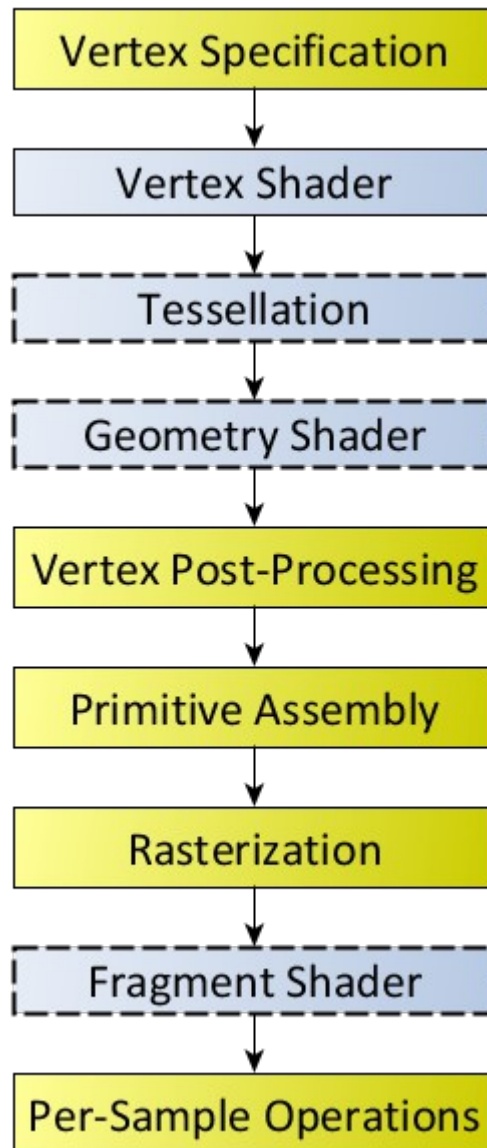 Vertex Specification
Vertex Shader
Tessellation
Geometry Shader
Vertex Post-Processing
Primitive Assembly
Rasterization
Fragment Shader
Per-Sample Operations